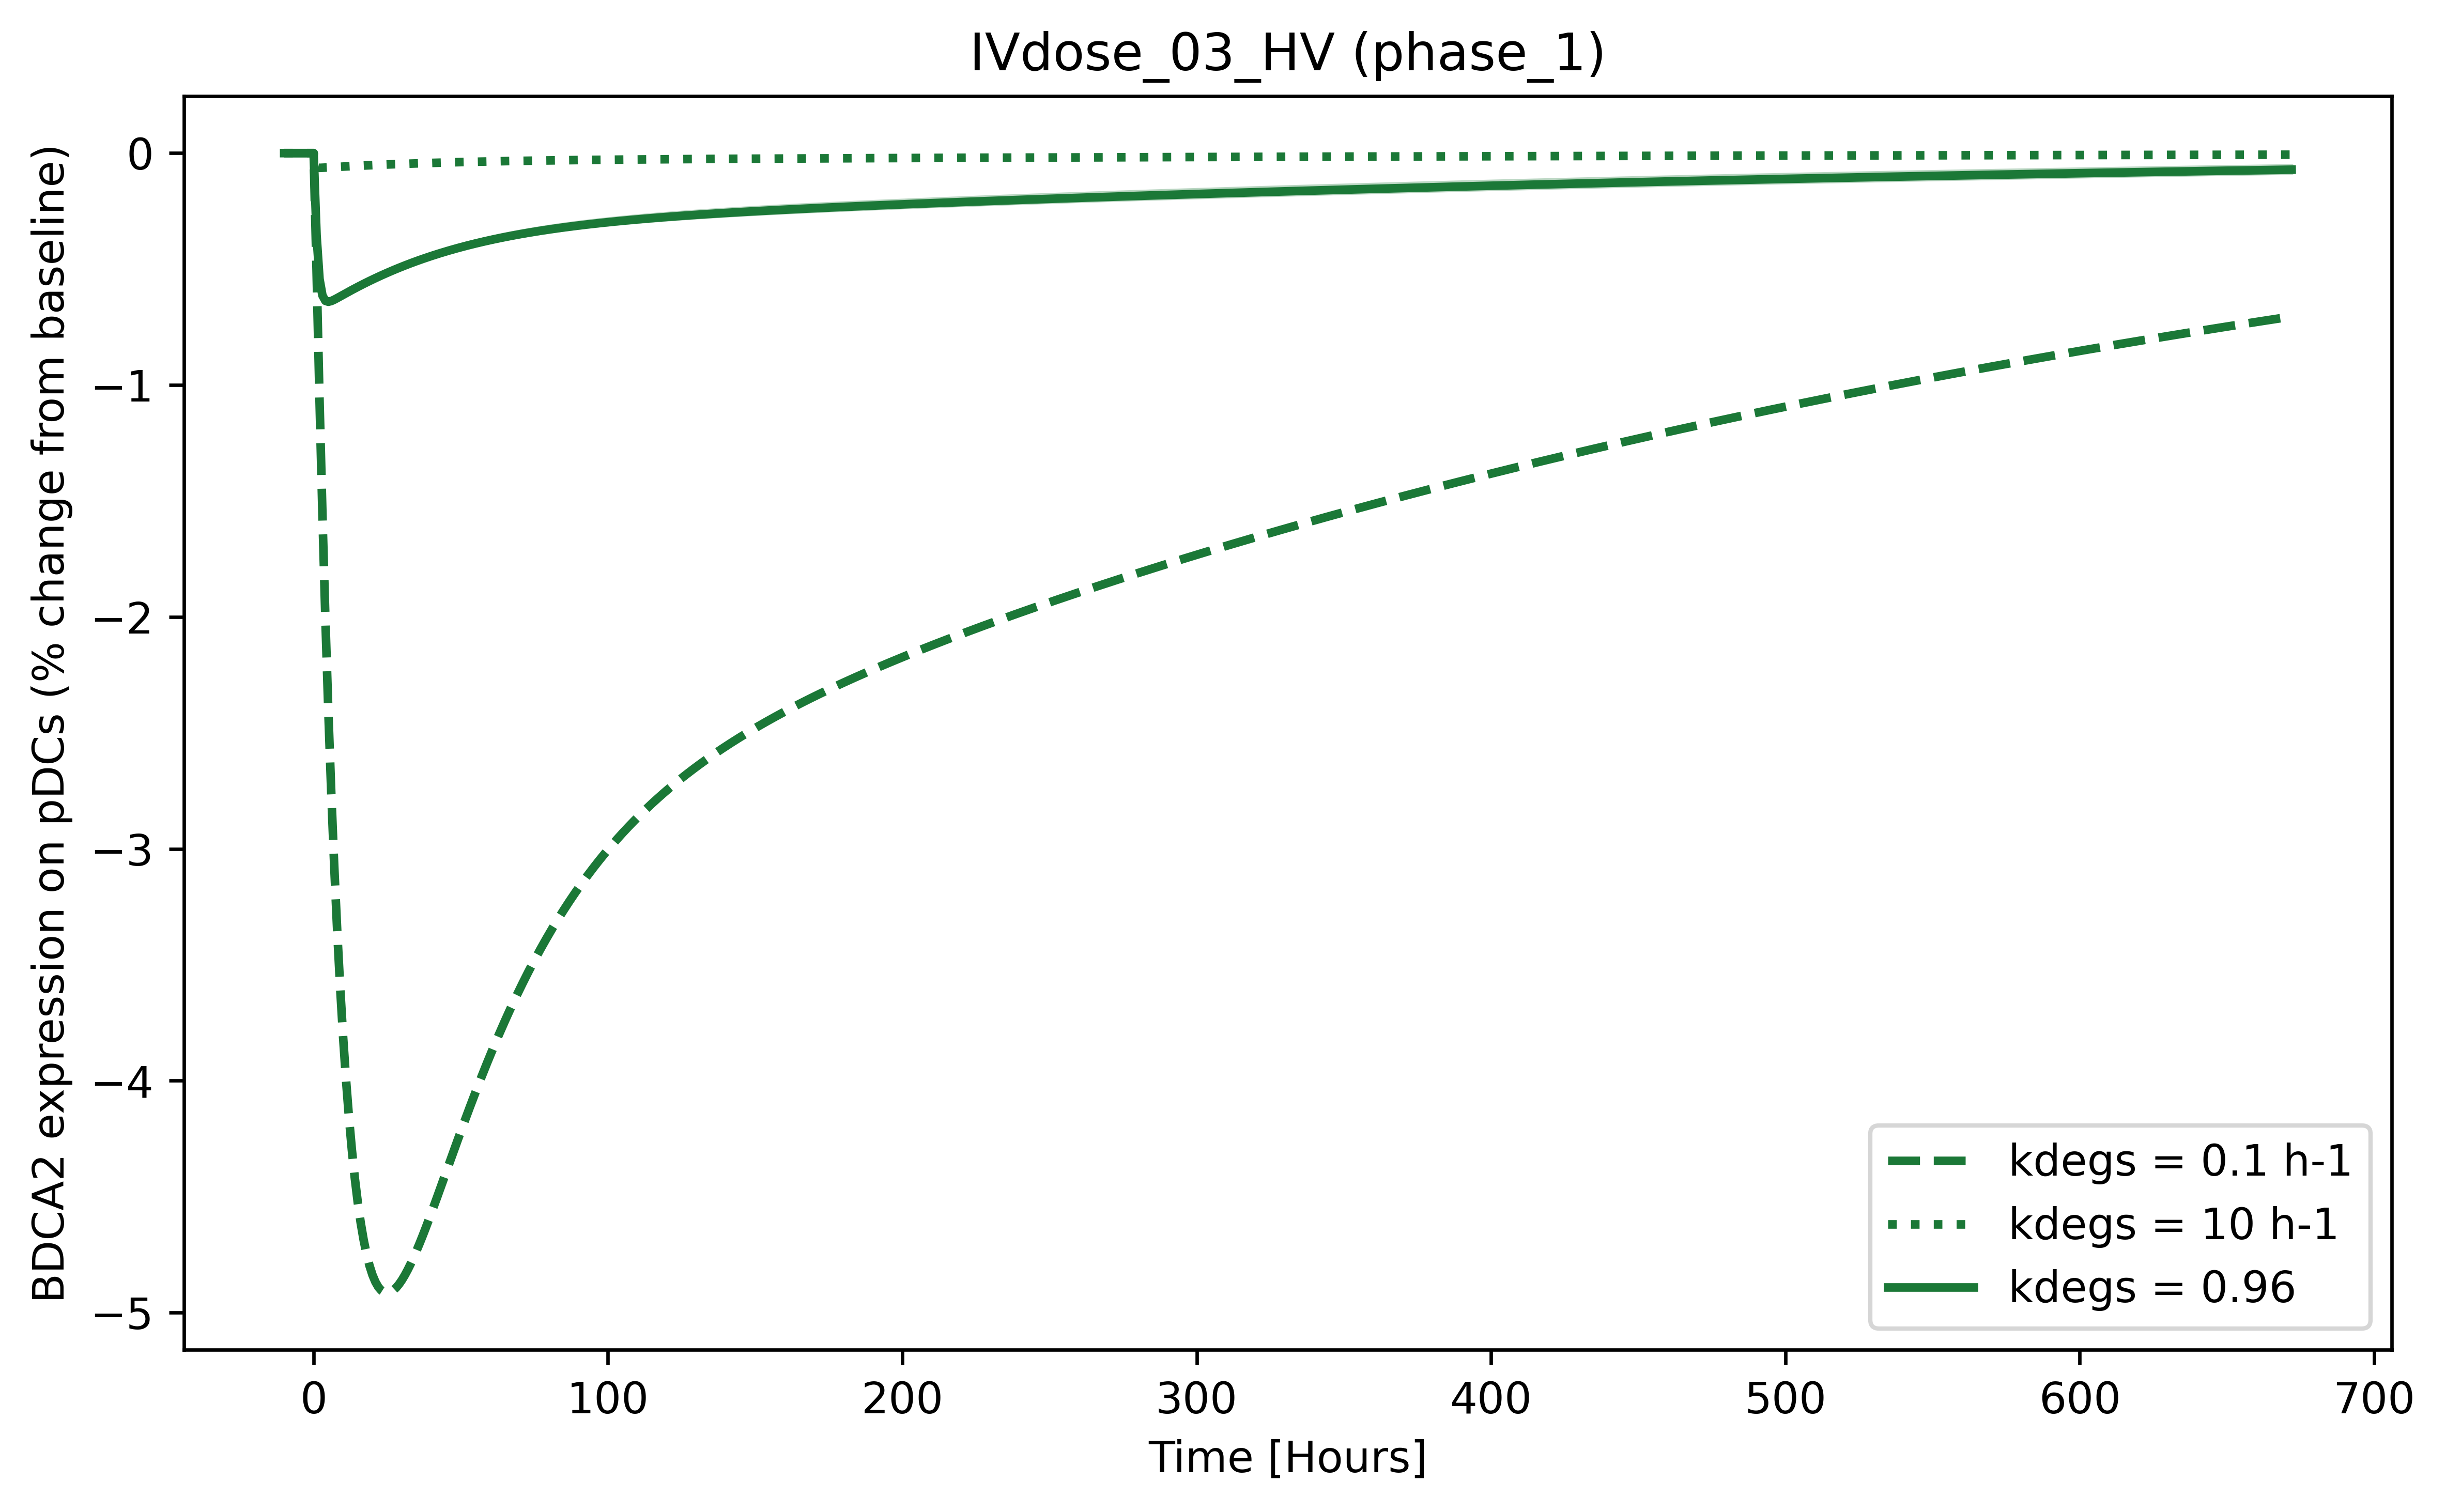 IVdose_03_HV (phase_1)
BDCA2 expression on pDCs (% change from baseline)
0
−1
−2
−3
−4
−5
kdegs = 0.1 h-1
kdegs = 10 h-1
kdegs = 0.96
0 100 200 300 400 500 600 700
Time [Hours]